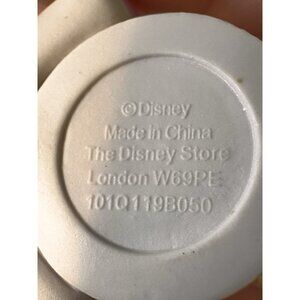 ©Disney
Made in China
The Disney Store
London W69PE
101Q119B050